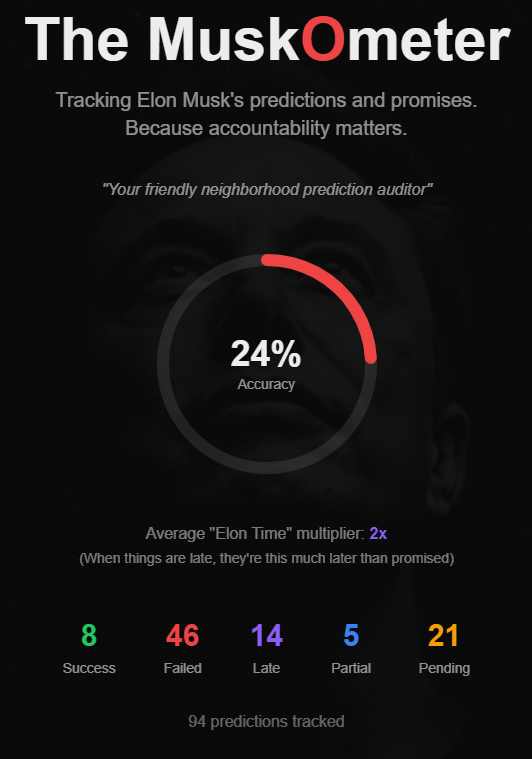 The MuskOmeter
Tracking Elon Musk's predictions and promises.
Because accountability matters.
"Your friendly neighborhood prediction auditor"
24%
Accuracy
Average "Elon Time" multiplier: 2x
(When things are late, they're this much later than promised)
8 46 14 5 21
Success Failed Late Partial Pending
94 predictions tracked